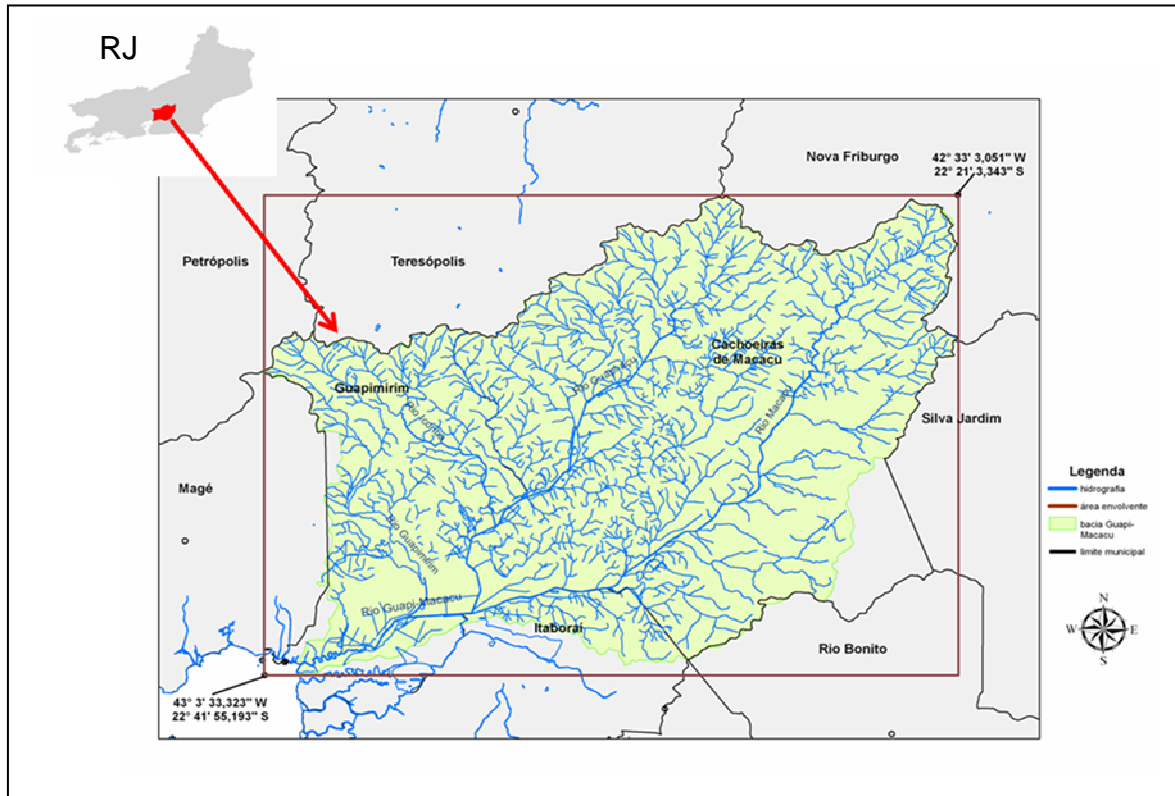 RJ
Nova Friburgo
42° 33' 3,051" W
22° 21' 3,343" S
Petrópolis
Teresópolis
Cachoeiras
de Macacu
Rio Guapiaçu
Guapimirim
Rio Macacu
Silva Jardim
Magé
Legenda
hidrografia
área envolvente
bacia Guapi-
Macacu
limite municipal
Rio Guapimirim
Rio Guapi-Macacu
Itaboraí
Rio Bonito
N
W
E
S
43° 3' 33,323" W
22° 41' 55,193" S